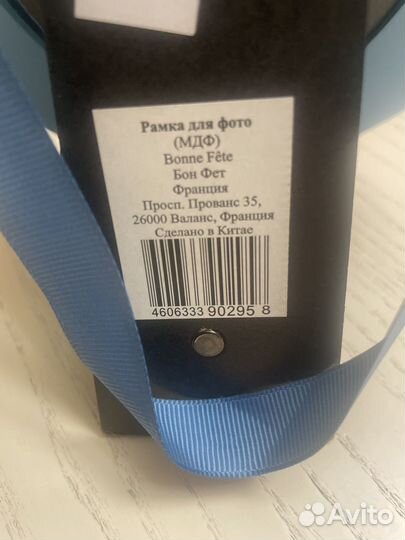 Рамка для фото
(МДФ)
Bonne Fête
Бон Фет
Франция
Просп. Прованс 35,
26000 Валанс, Франция
Сделано в Китае
4606333 90295 8
Avito